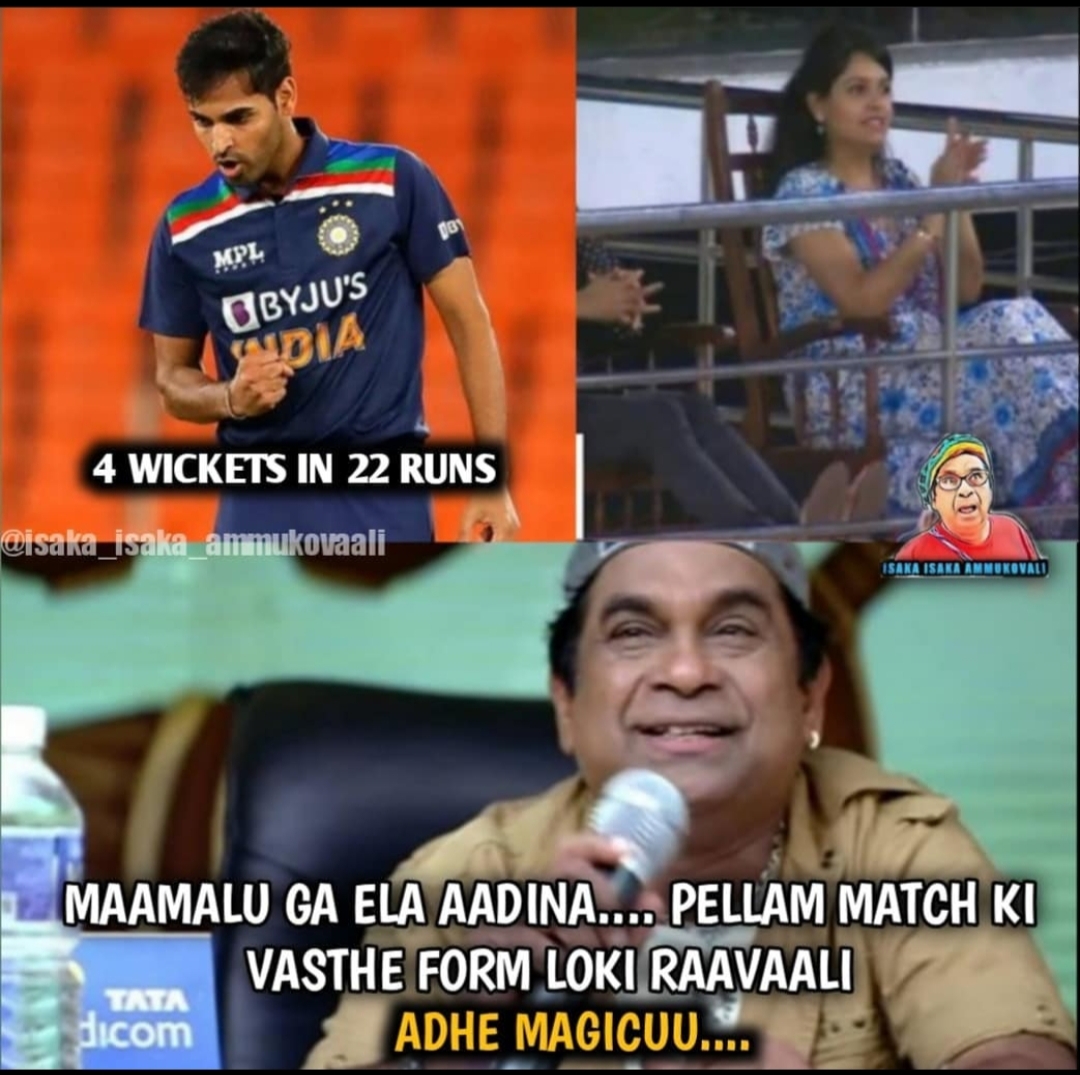 MPL
BYJU'S
INDIA
4 WICKETS IN 22 RUNS
@isaka_isaka_ammukovaali
ISAKA ISAKA AMMUKOVALI
MAAMALU GA ELA AADINA.... PELLAM MATCH KI
VASTHE FORM LOKI RAAVAALI
ADHE MAGICUU....
TATA